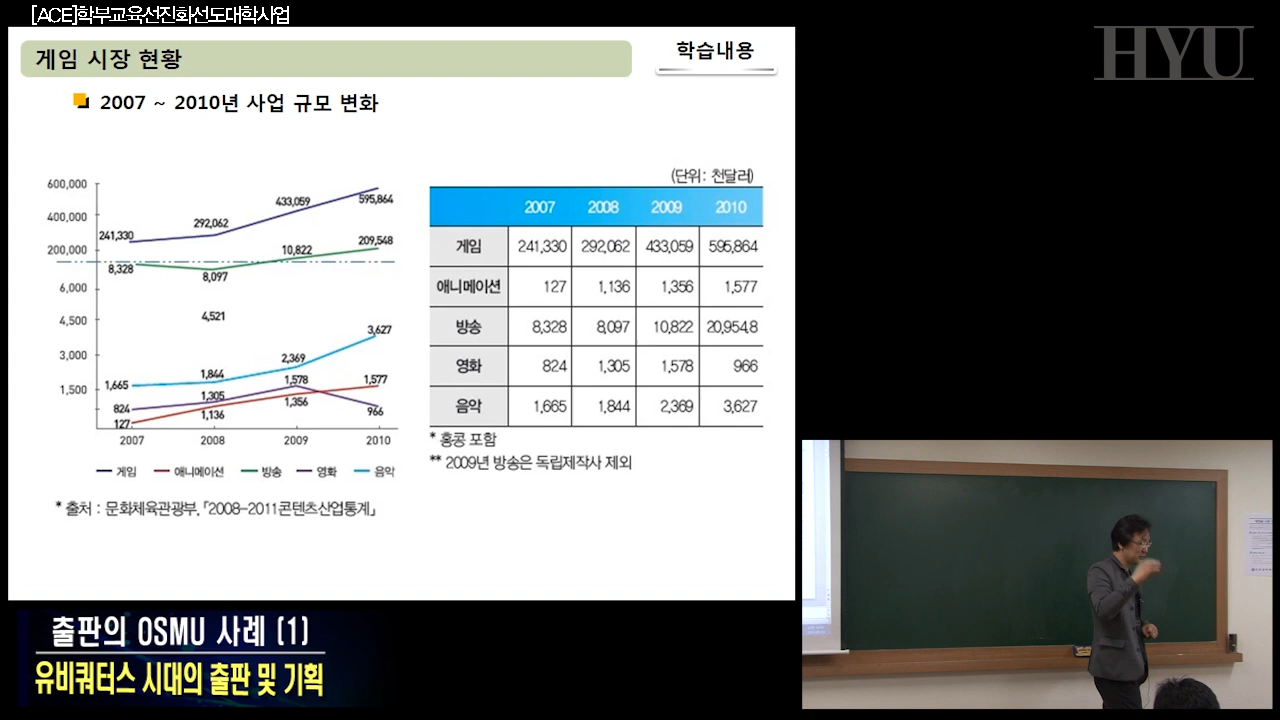 [ACE]학부교육선진화선도대학사업
게임 시장 현황
학습내용
HYU
2007 ~ 2010년 사업 규모 변화
(단위: 천달러)
600,000
400,000
200,000
6,000
4,500
3,000
1,500
241,330
292,062
433,059
595,864
8,328
8,097
10,822
209,548
4,521
1,665
1,844
2,369
3,627
824
1,305
1,578
966
127
1,136
1,356
1,577
2007 2008 2009 2010
게임 애니메이션 방송 영화 음악
* 출처 : 문화체육관광부, 「2008-2011콘텐츠산업통계」
2007 2008 2009 2010
게임 241,330 292,062 433,059 595,864
애니메이션 127 1,136 1,356 1,577
방송 8,328 8,097 10,822 20,954.8
영화 824 1,305 1,578 966
음악 1,665 1,844 2,369 3,627
* 홍콩 포함
** 2009년 방송은 독립제작사 제외
출판의 OSMU 사례 (1)
유비쿼터스 시대의 출판 및 기획